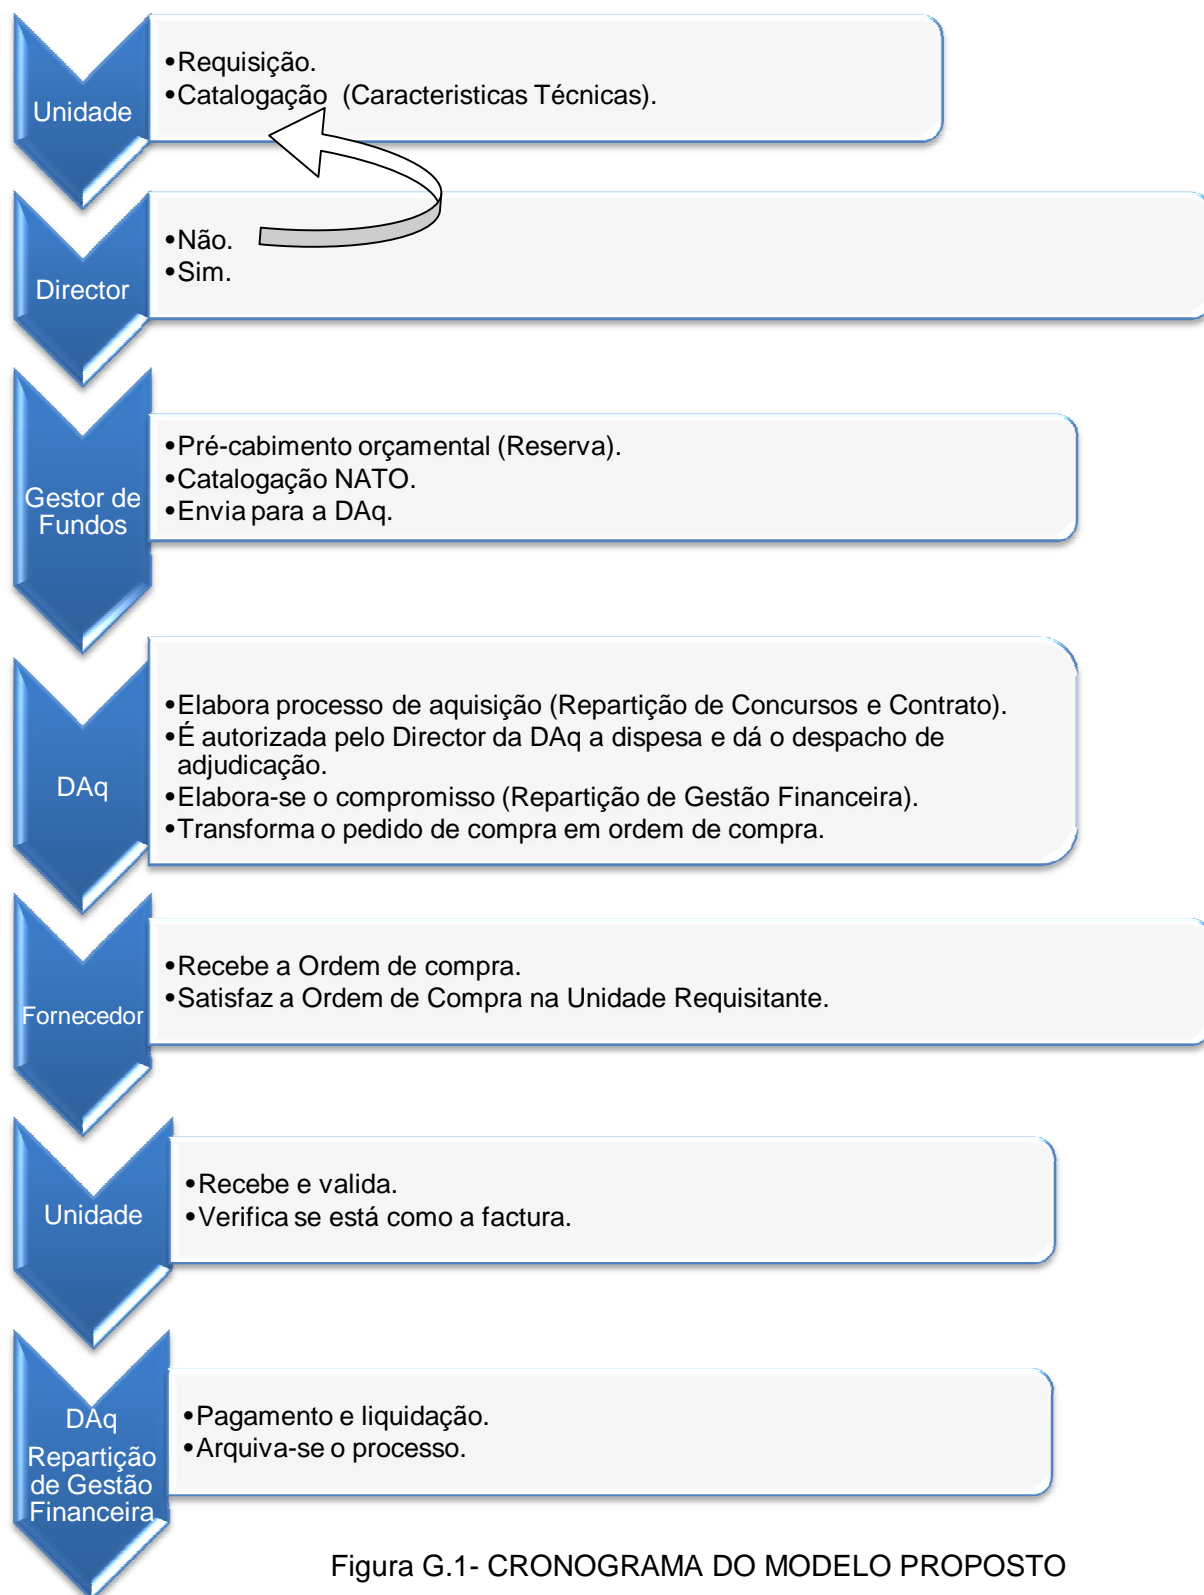 Unidade
•Requisição.
•Catalogação (Caracteristicas Técnicas).
Director
•Não.
•Sim.
Gestor de
Fundos
•Pré-cabimento orçamental (Reserva).
•Catalogação NATO.
•Envia para a DAq.
DAq
•Elabora processo de aquisição (Repartição de Concursos e Contrato).
•É autorizada pelo Director da DAq a dispesa e dá o despacho de
adjudicação.
•Elabora-se o compromisso (Repartição de Gestão Financeira).
•Transforma o pedido de compra em ordem de compra.
Fornecedor
•Recebe a Ordem de compra.
•Satisfaz a Ordem de Compra na Unidade Requisitante.
Unidade
•Recebe e valida.
•Verifica se está como a factura.
DAq
Repartição
de Gestão
Financeira
•Pagamento e liquidação.
•Arquiva-se o processo.
Figura G.1- CRONOGRAMA DO MODELO PROPOSTO